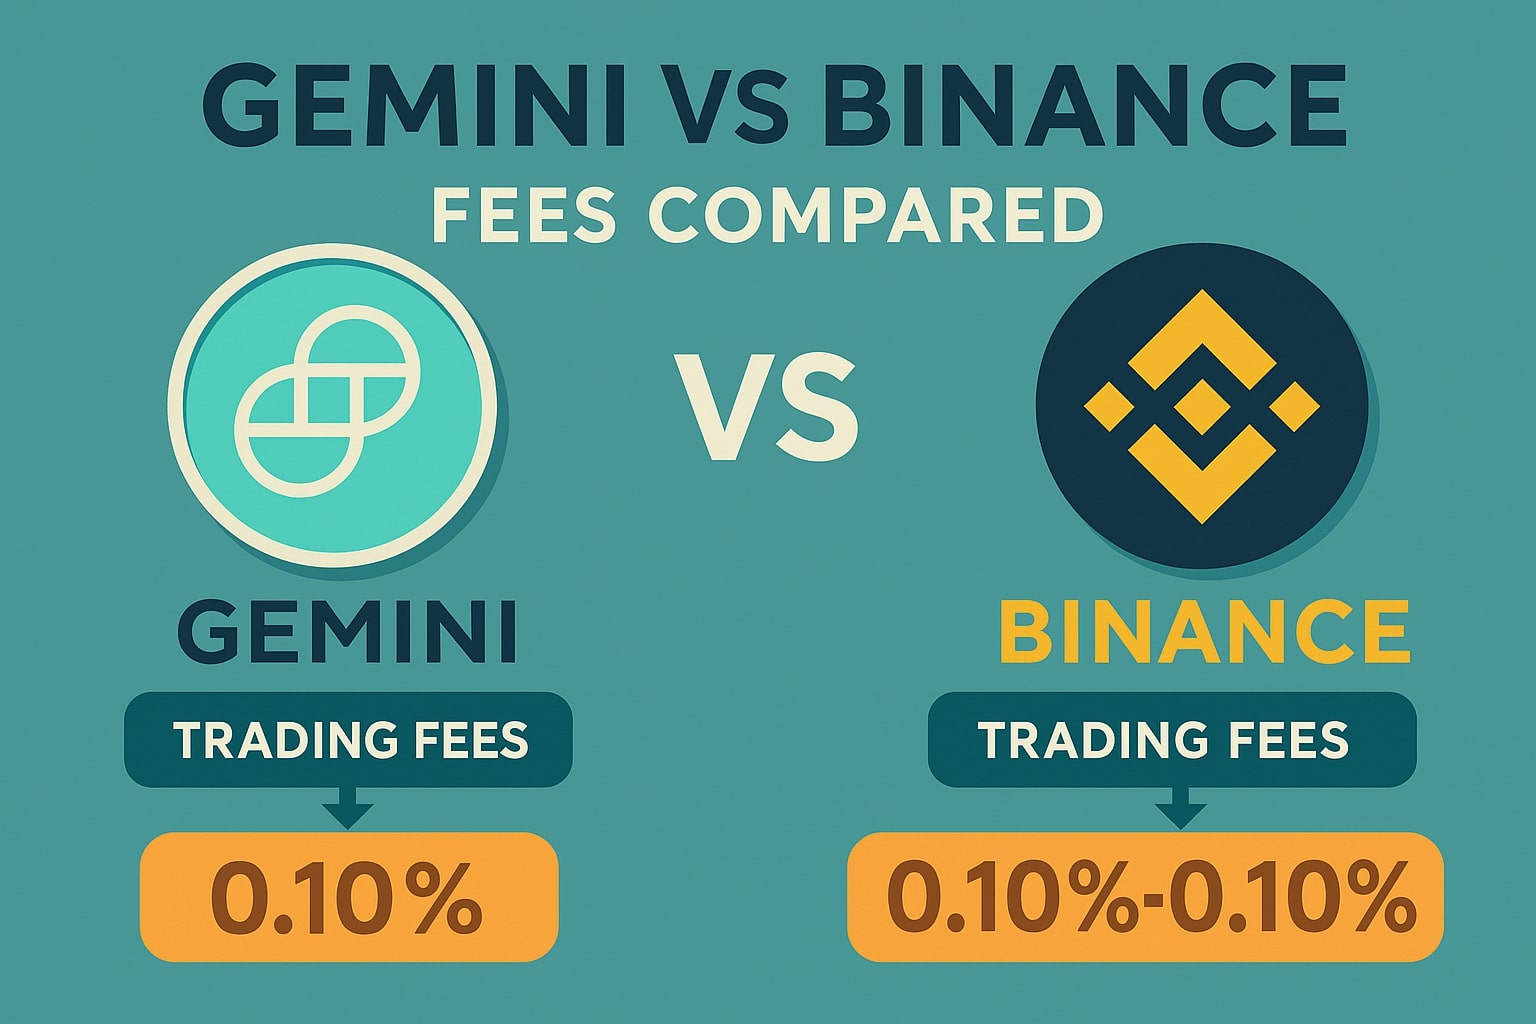 GEMINI VS BINANCE
FEES COMPARED
VS
GEMINI
BINANCE
TRADING FEES
TRADING FEES
0.10%
0.10%-0.10%